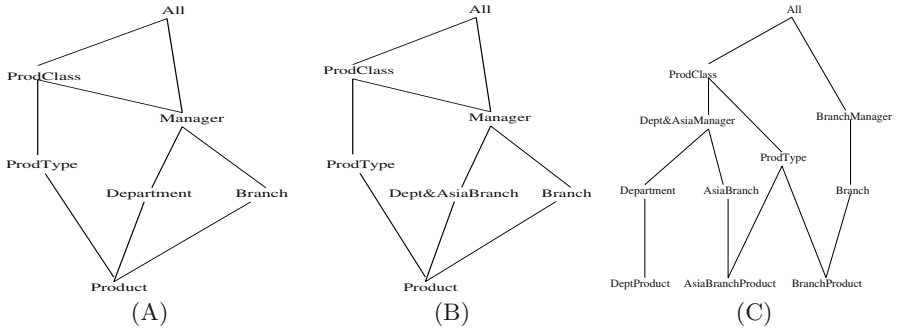 All
ProdClass
Manager
ProdType
Department
Branch
Product
(A)
All
ProdClass
Manager
ProdType
Dept&AsiaBranch
Branch
Product
(B)
All
ProdClass
Dept&AsiaManager
BranchManager
ProdType
Department
AsiaBranch
Branch
DeptProduct
AsiaBranchProduct
BranchProduct
(C)